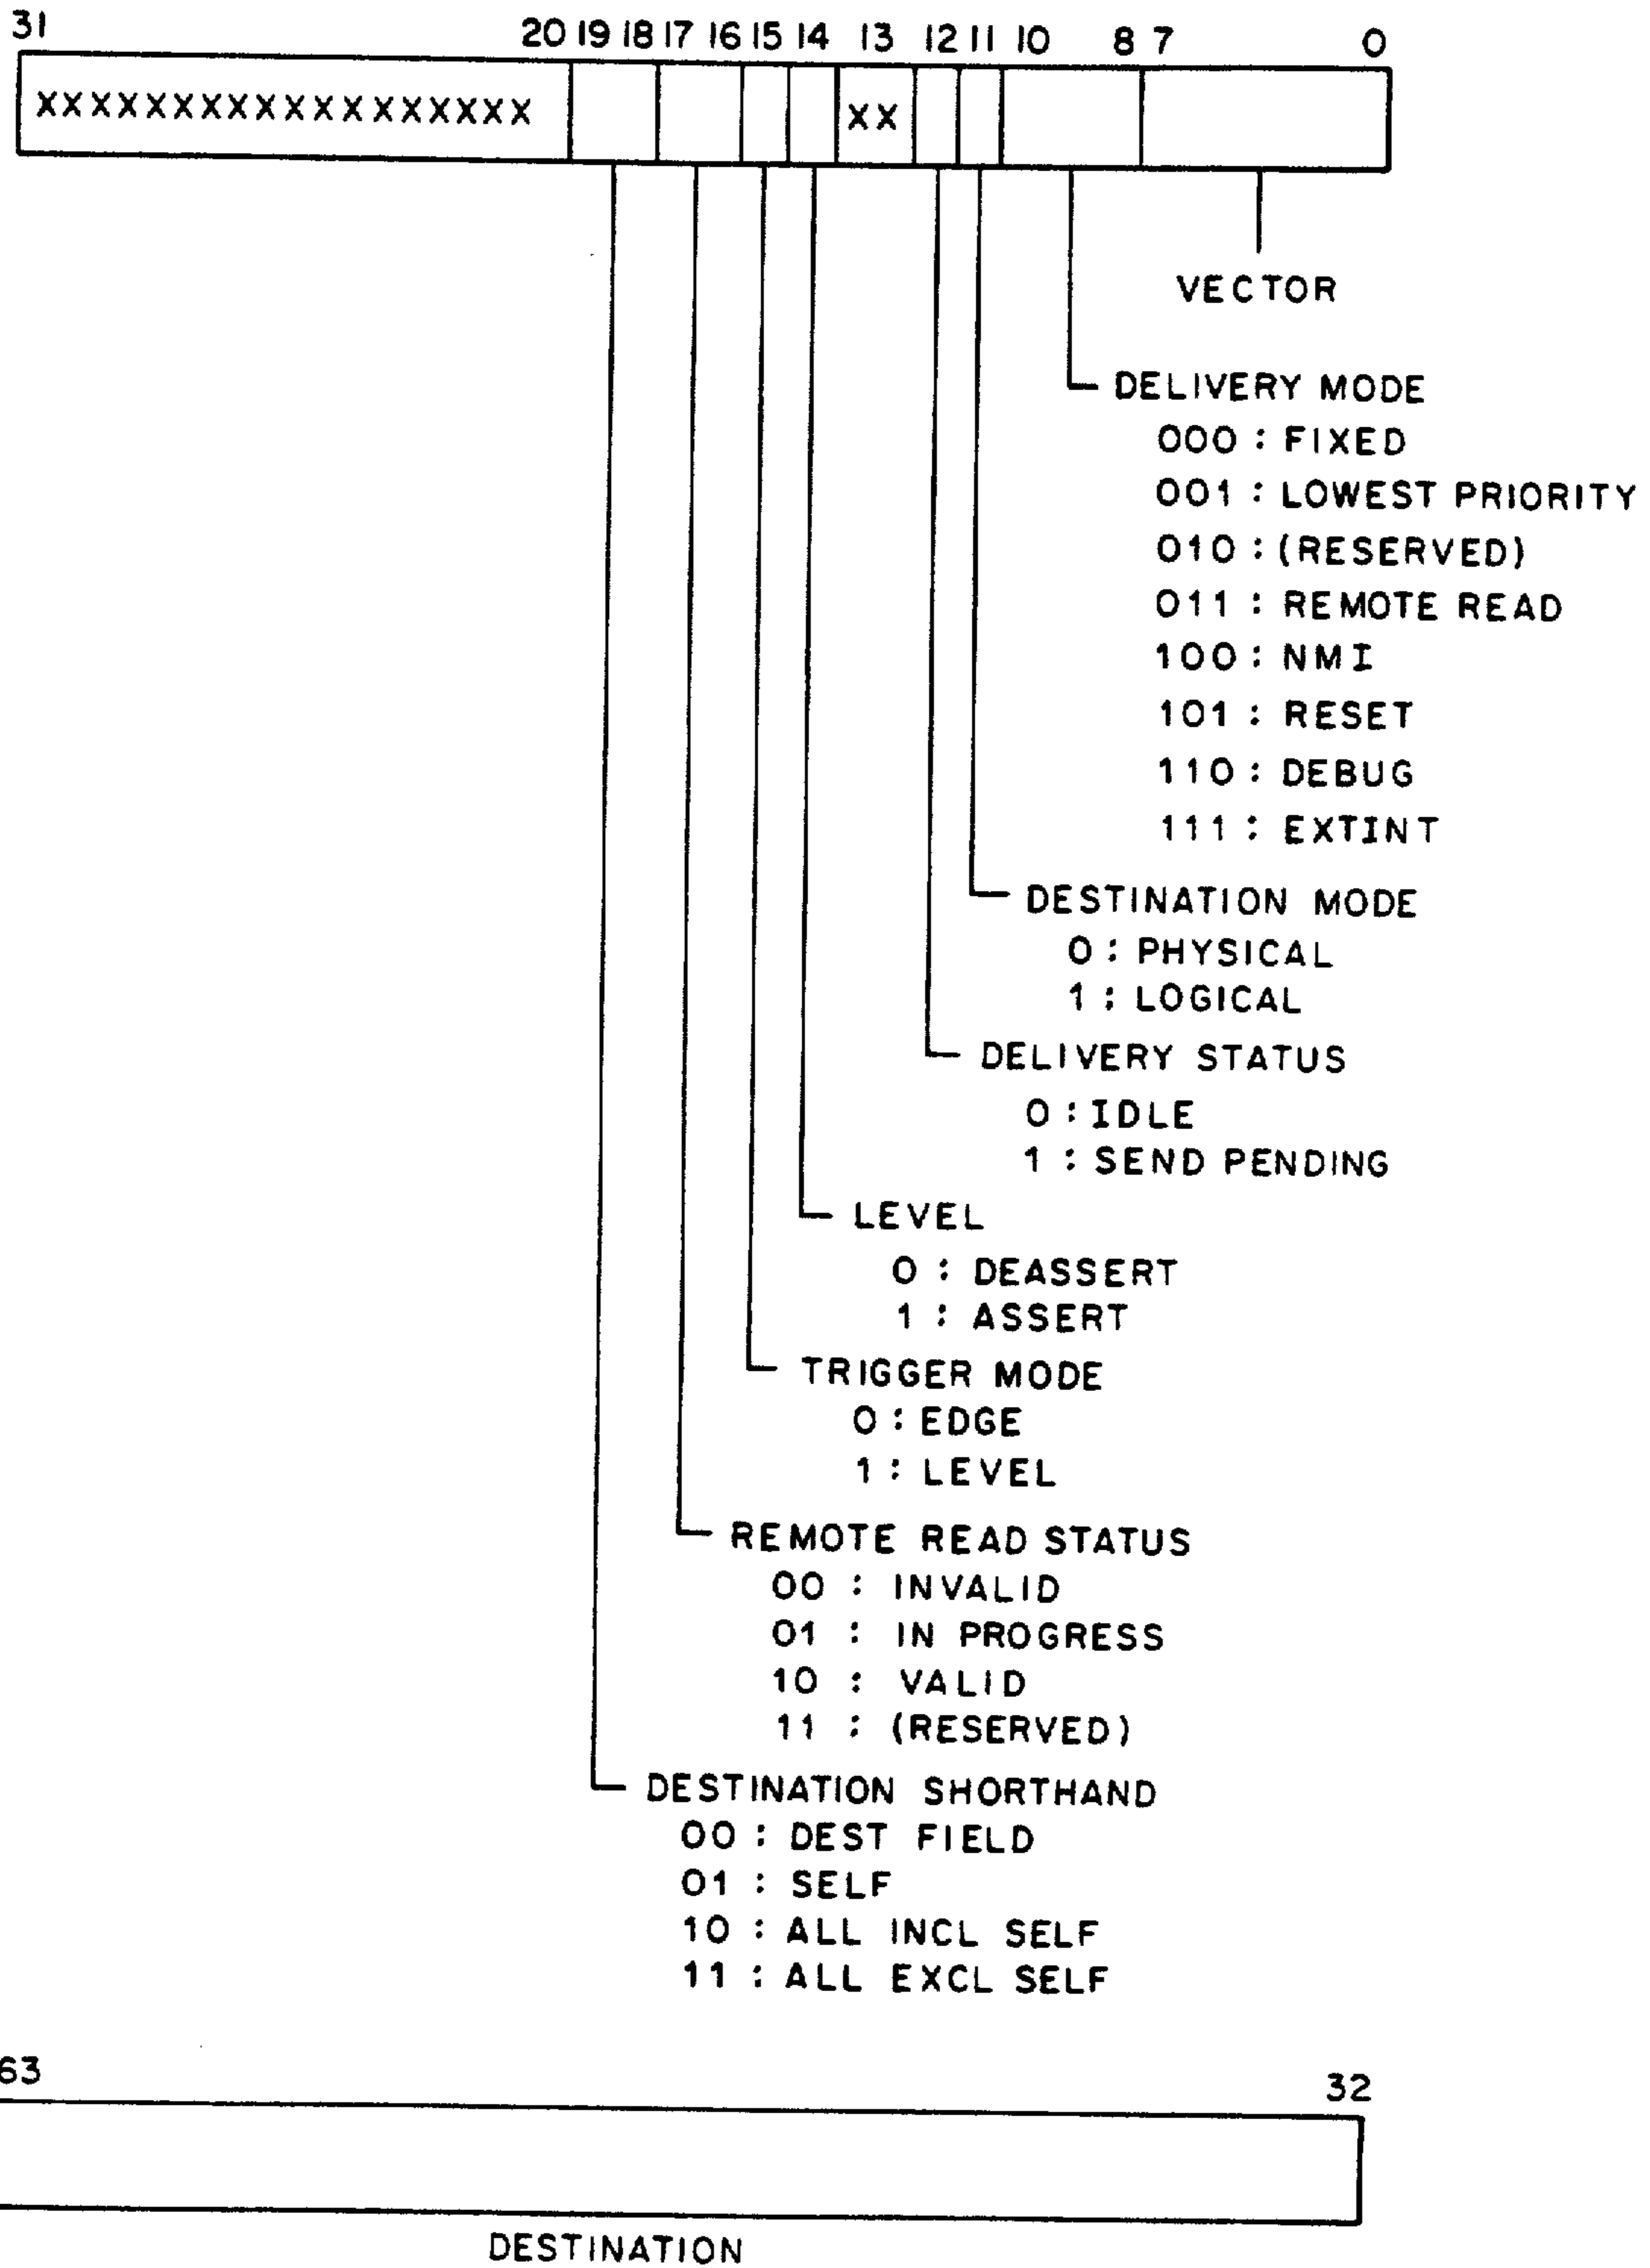 31 20 19 18 17 16 15 14 13 12 11 10 8 7 0
XXXXXXXXXXXXXXXXXX XX
VECTOR
DELIVERY MODE
000 : FIXED
001 : LOWEST PRIORITY
010 : (RESERVED)
011 : REMOTE READ
100 : NMI
101 : RESET
110 : DEBUG
111 : EXTINT
DESTINATION MODE
0 : PHYSICAL
1 : LOGICAL
DELIVERY STATUS
0 : IDLE
1 : SEND PENDING
LEVEL
0 : DEASSERT
1 : ASSERT
TRIGGER MODE
0 : EDGE
1 : LEVEL
REMOTE READ STATUS
00 : INVALID
01 : IN PROGRESS
10 : VALID
11 : (RESERVED)
DESTINATION SHORTHAND
00 : DEST FIELD
01 : SELF
10 : ALL INCL SELF
11 : ALL EXCL SELF
63 32
DESTINATION